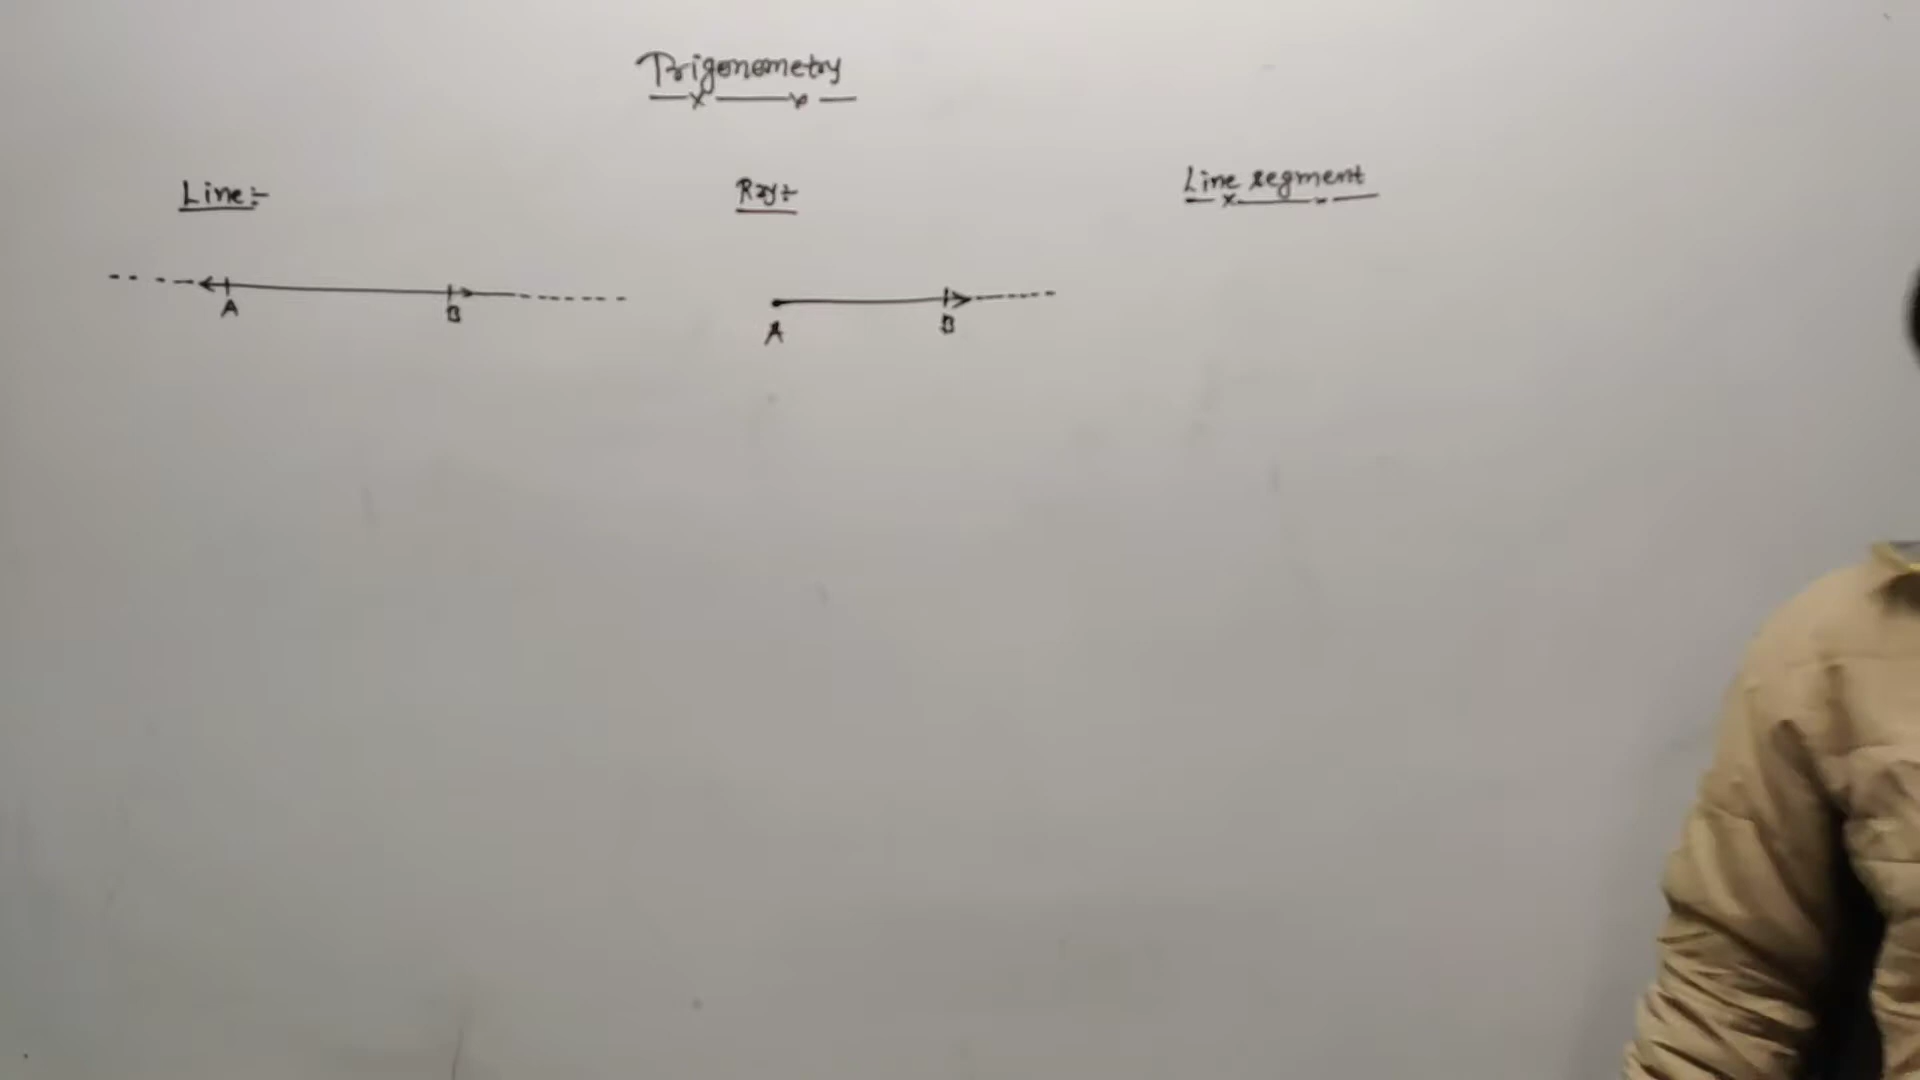 Trigonometry
Line:-
Ray:-
Line segment
A B
A B